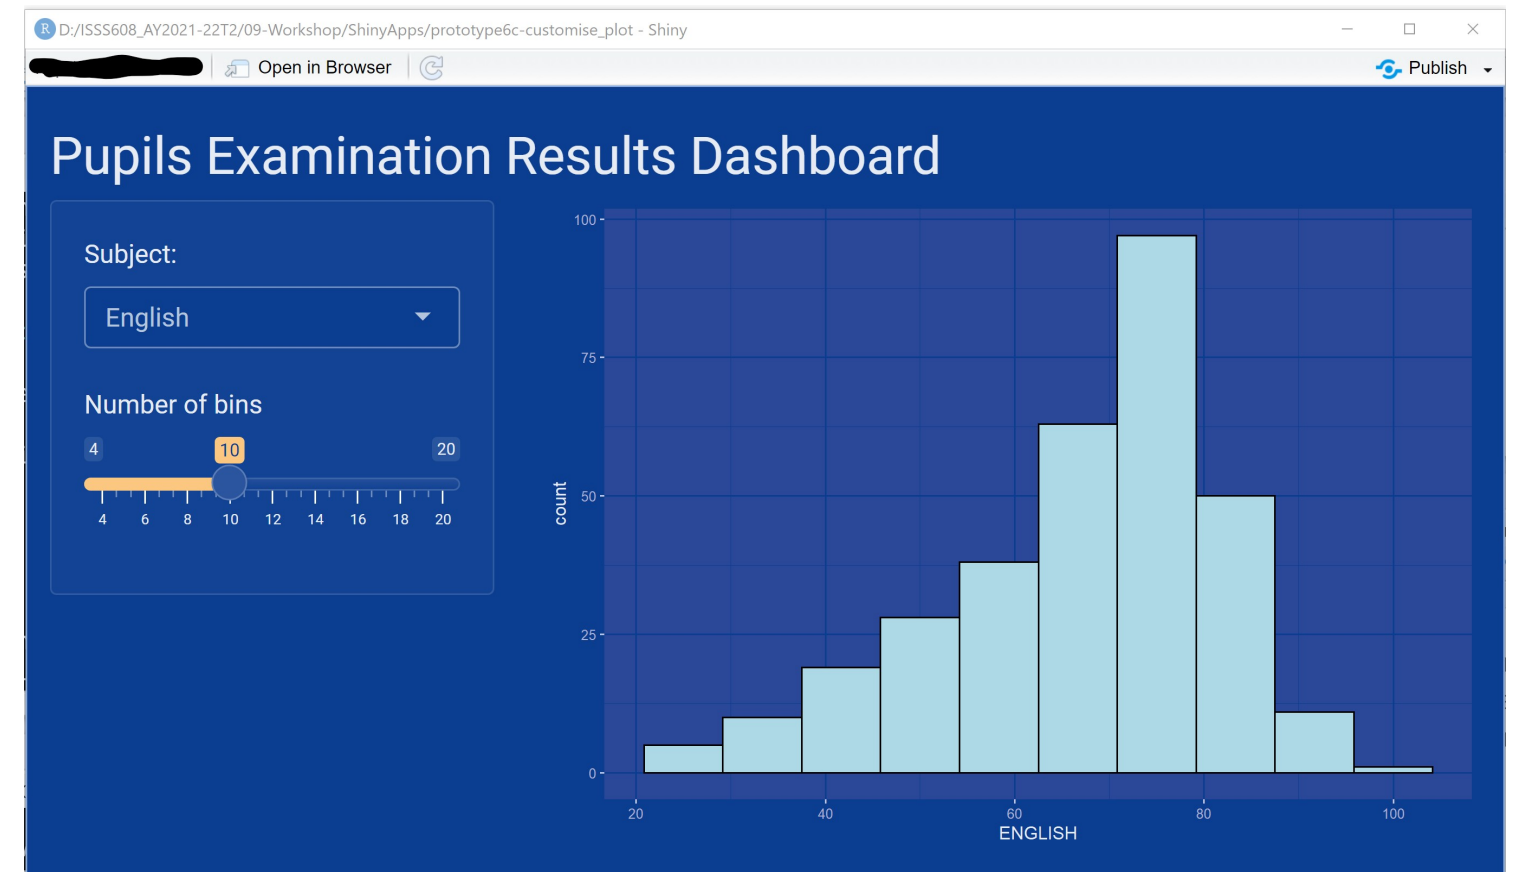 D:/ISSS608_AY2021-22T2/09-Workshop/ShinyApps/prototype6c-customise_plot - Shiny
Open in Browser
Publish
Pupils Examination Results Dashboard
Subject:
English
Number of bins
4 10 20
4 6 8 10 12 14 16 18 20
100
75
50
25
0
count
20 40 60 80 100
ENGLISH